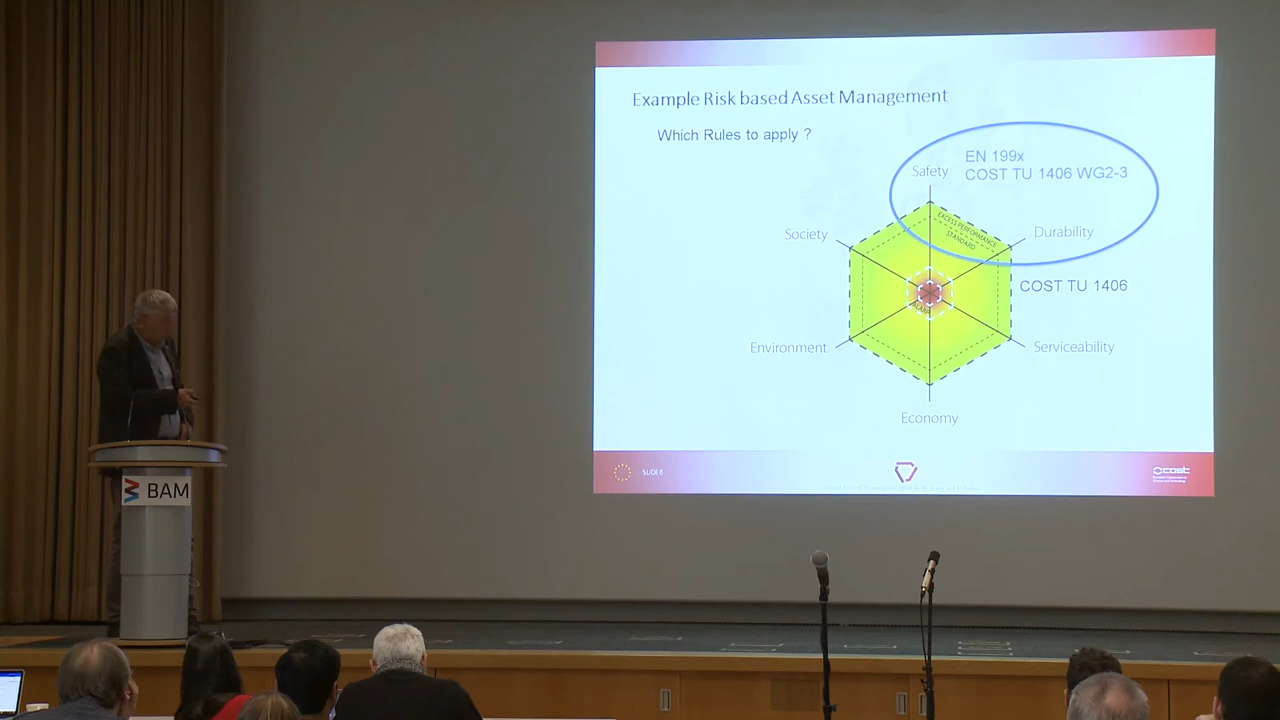 Example Risk based Asset Management
Which Rules to apply ?
EN 199x
Safety
COST TU 1406 WG2-3
Society
EXCESS PERFORMANCE
STANDARD
Durability
COST TU 1406
Environment
Serviceability
Economy
SLIDE 6
cost
BAM